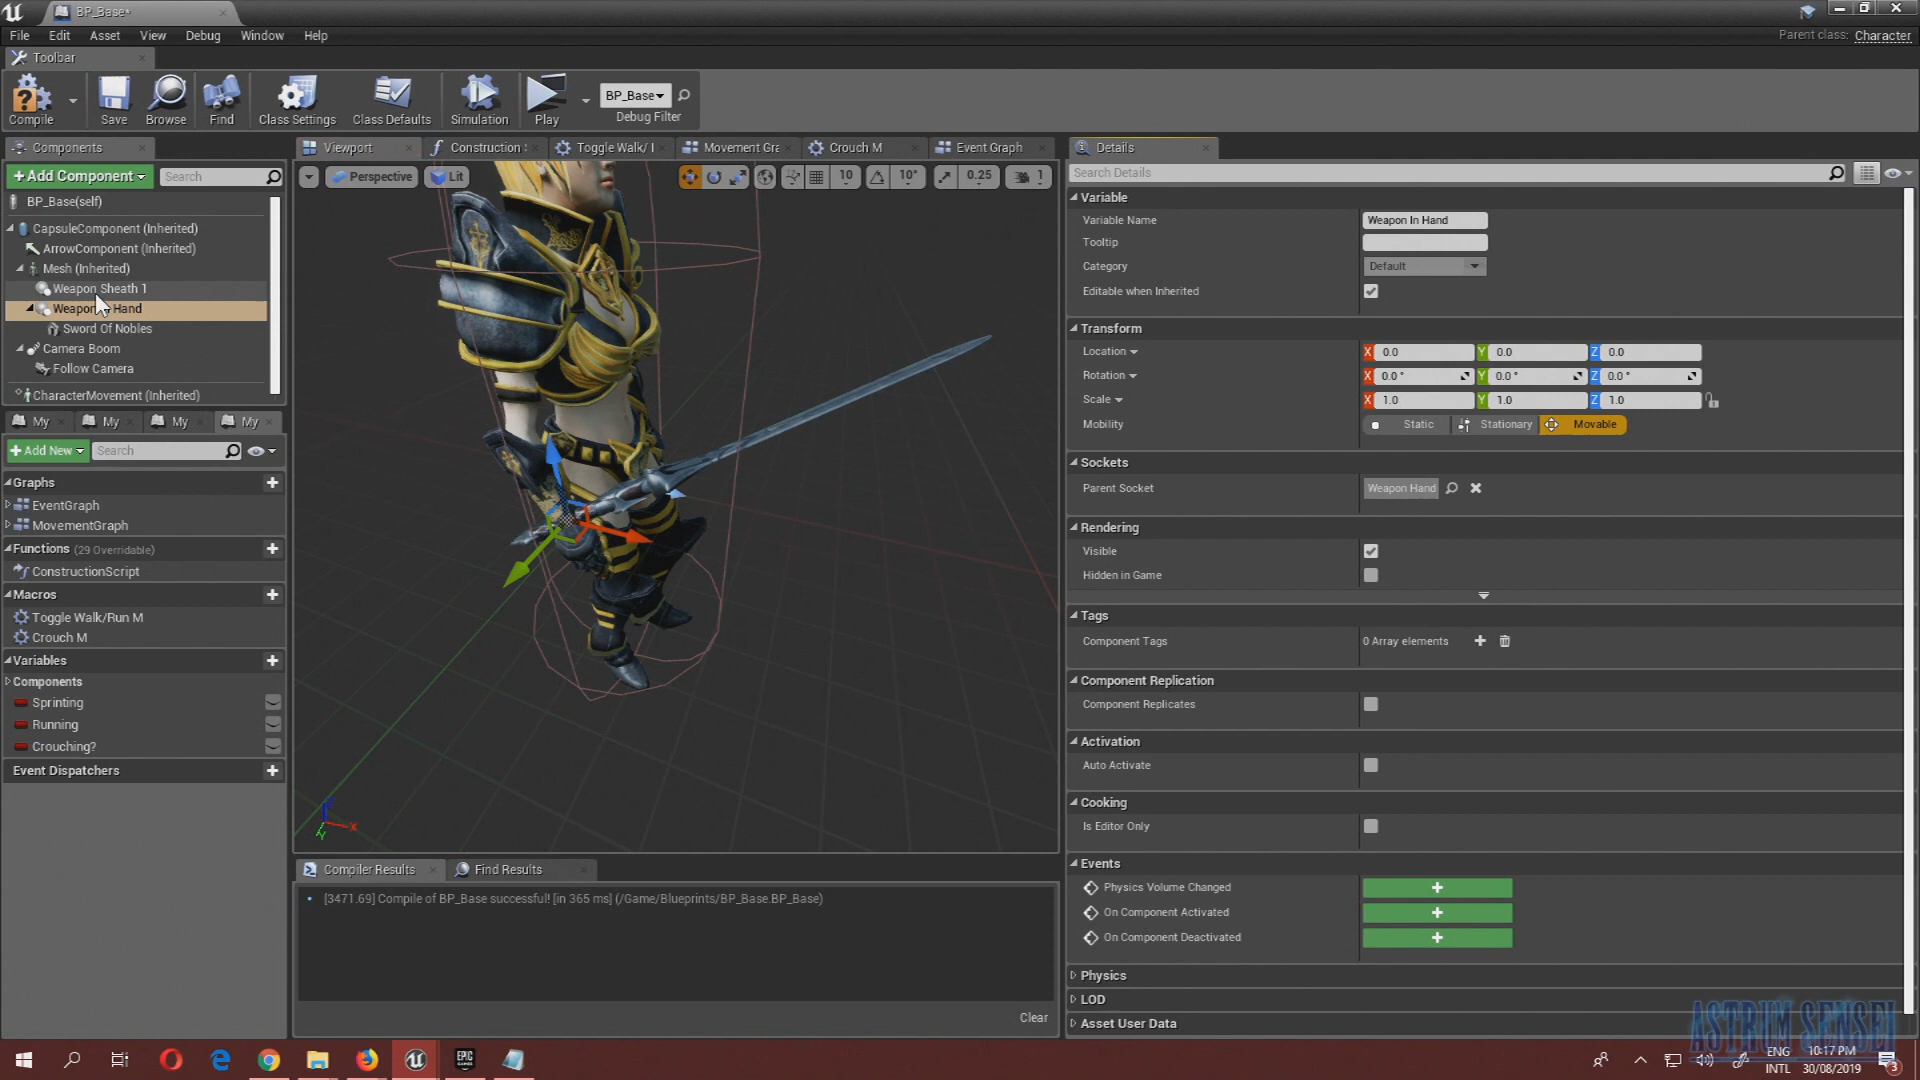 BP_Base*
File Edit Asset View Debug Window Help
Parent class: Character
Toolbar
Compile Save Browse Find Class Settings Class Defaults Simulation Play
BP_Base
Debug Filter
Components
+Add Component
Search
BP_Base(self)
CapsuleComponent (Inherited)
ArrowComponent (Inherited)
Mesh (Inherited)
Weapon Sheath 1
Weapon Hand
Sword Of Nobles
Camera Boom
Follow Camera
CharacterMovement (Inherited)
My My My My
+Add New
Search
Graphs
EventGraph
MovementGraph
Functions (29 Overridable)
ConstructionScript
Macros
Toggle Walk/Run M
Crouch M
Variables
Components
Sprinting
Running
Crouching?
Event Dispatchers
Viewport Construction Toggle Walk/ Movement Gra Crouch M Event Graph
Perspective Lit 10 10° 0.25 1
X Y
Compiler Results Find Results
[3471.69] Compile of BP_Base successful! [in 365 ms] (/Game/Blueprints/BP_Base.BP_Base)
Clear
Details
Search Details
Variable
Variable Name Weapon In Hand
Tooltip
Category Default
Editable when Inherited
Transform
Location X 0.0 Y 0.0 Z 0.0
Rotation X 0.0° Y 0.0° Z 0.0°
Scale X 1.0 Y 1.0 Z 1.0
Mobility Static Stationary Movable
Sockets
Parent Socket Weapon Hand
Rendering
Visible
Hidden in Game
Tags
Component Tags 0 Array elements
Component Replication
Component Replicates
Activation
Auto Activate
Cooking
Is Editor Only
Events
Physics Volume Changed
On Component Activated
On Component Deactivated
Physics
LOD
Asset User Data
ASTRUM SENSEI
EPIC GAMES
ENG
INTL
10:17 PM
30/08/2019
3